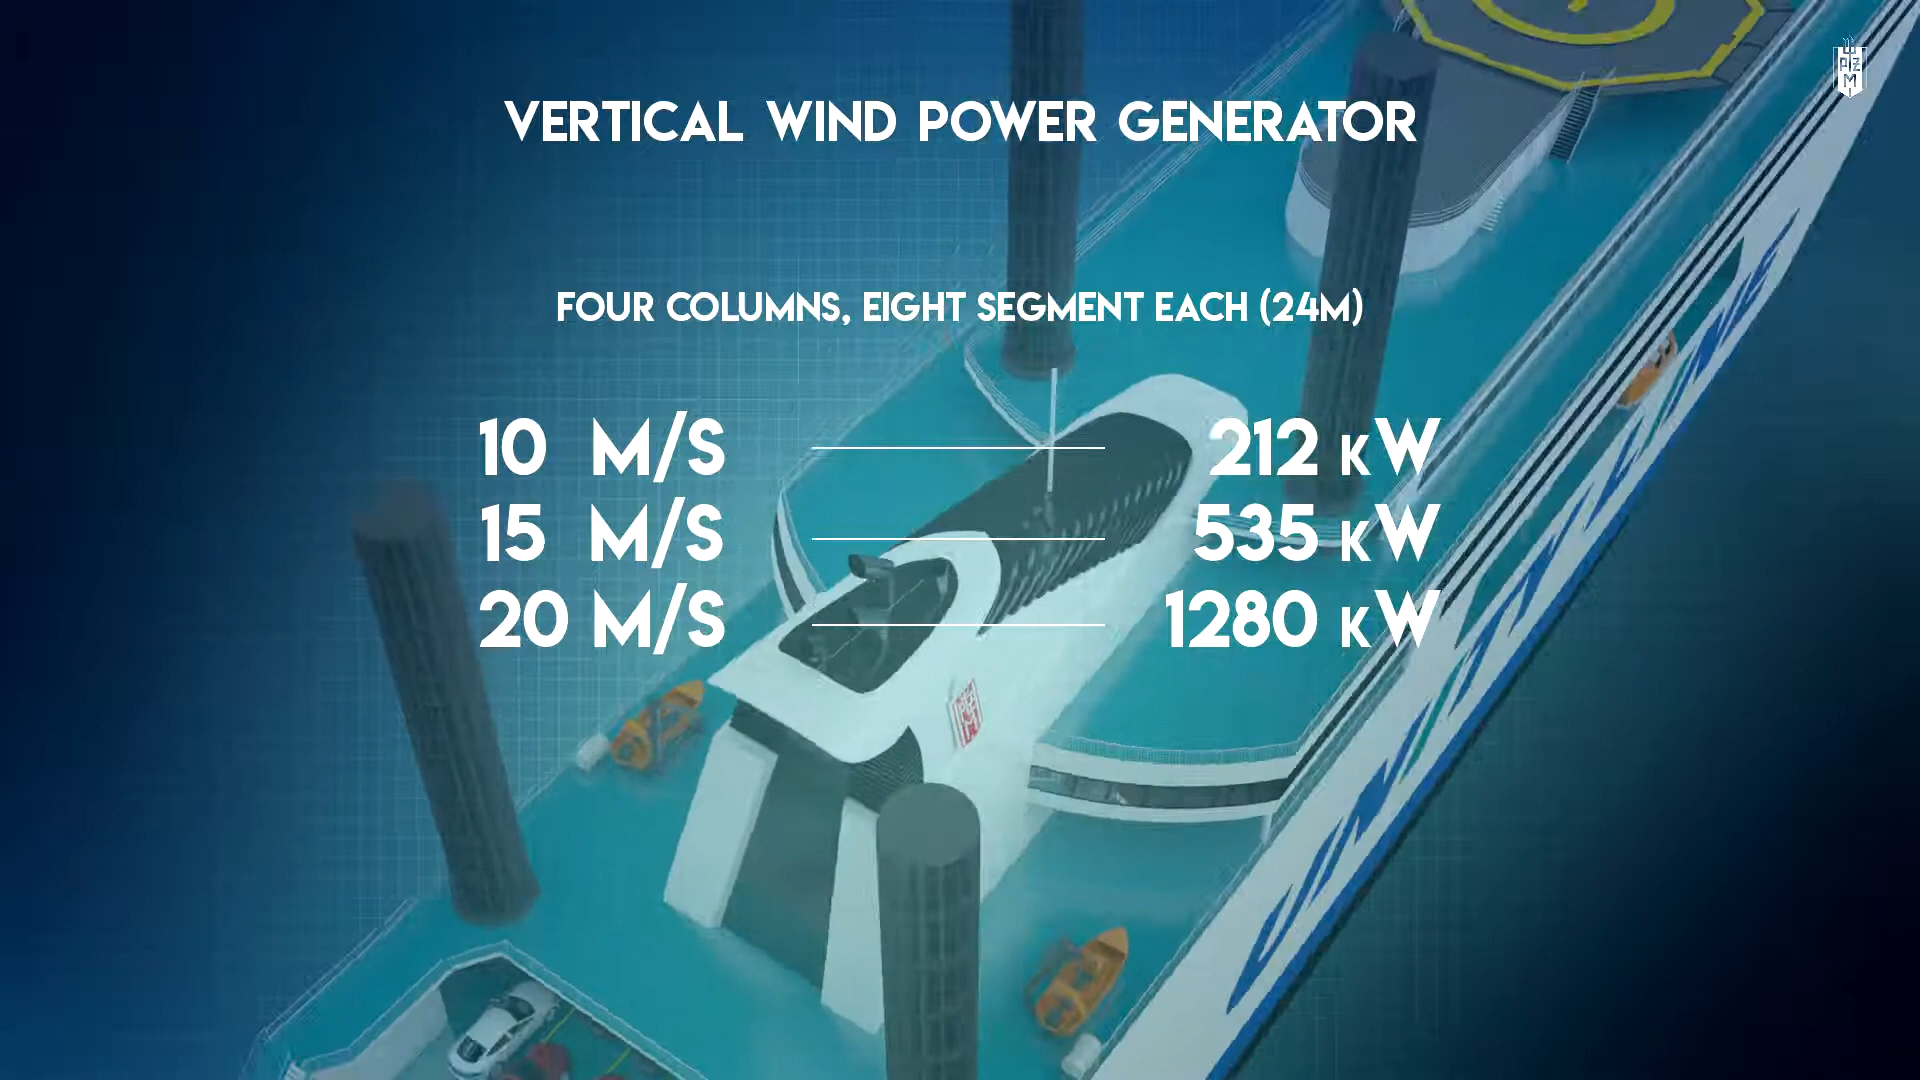 VERTICAL WIND POWER GENERATOR
FOUR COLUMNS, EIGHT SEGMENT EACH (24M)
10 M/S 212 KW
15 M/S 535 KW
20 M/S 1280 KW